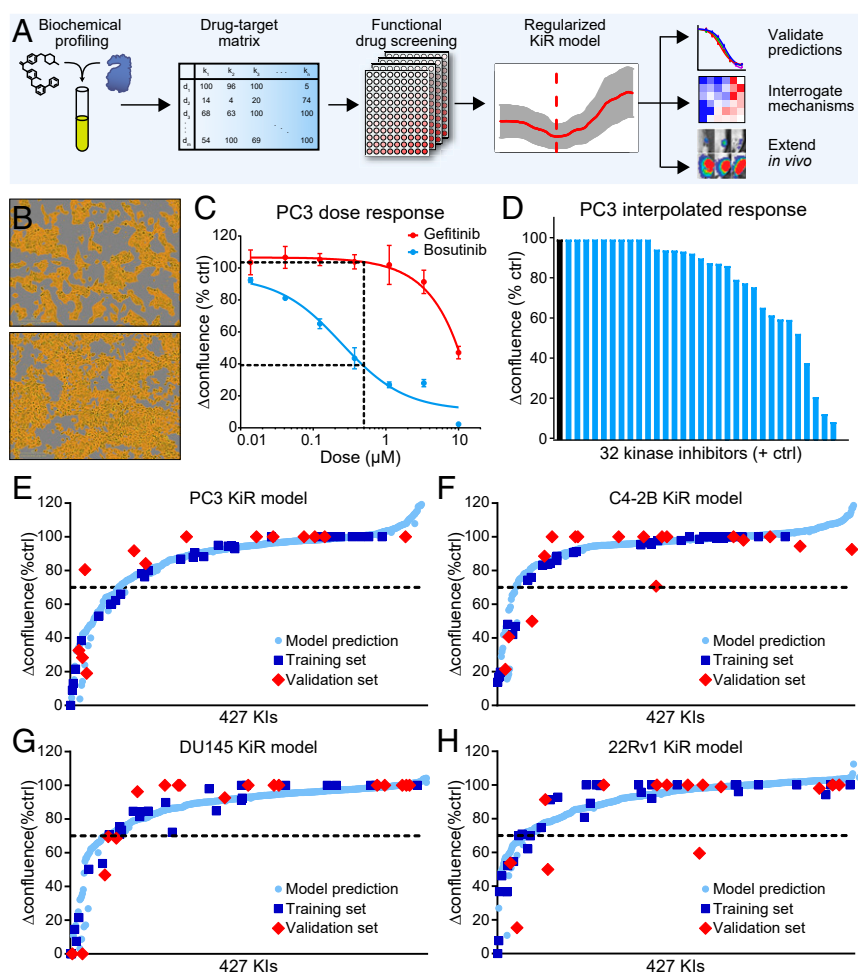 A
Biochemical
profiling
Drug-target
matrix
Functional
drug screening
Regularized
KiR model
Validate
predictions
Interrogate
mechanisms
Extend
in vivo
k1 k2 k3 . . . kn
d1 100 96 100 5
d2 14 4 20 74
d3 68 63 100 100
dm 54 100 69 100
B
C
PC3 dose response
Gefitinib
Bosutinib
Δconfluence (% ctrl)
120
100
80
60
40
20
0
0.01 0.1 1 10
Dose (µM)
D
PC3 interpolated response
Δconfluence (% ctrl)
100
80
60
40
20
0
32 kinase inhibitors (+ ctrl)
E
PC3 KiR model
Δconfluence(%ctrl)
120
100
80
60
40
20
0
Model prediction
Training set
Validation set
427 KIs
F
C4-2B KiR model
Δconfluence(%ctrl)
120
100
80
60
40
20
0
Model prediction
Training set
Validation set
427 KIs
G
DU145 KiR model
Δconfluence(%ctrl)
120
100
80
60
40
20
0
Model prediction
Training set
Validation set
427 KIs
H
22Rv1 KiR model
Δconfluence(%ctrl)
120
100
80
60
40
20
0
Model prediction
Training set
Validation set
427 KIs